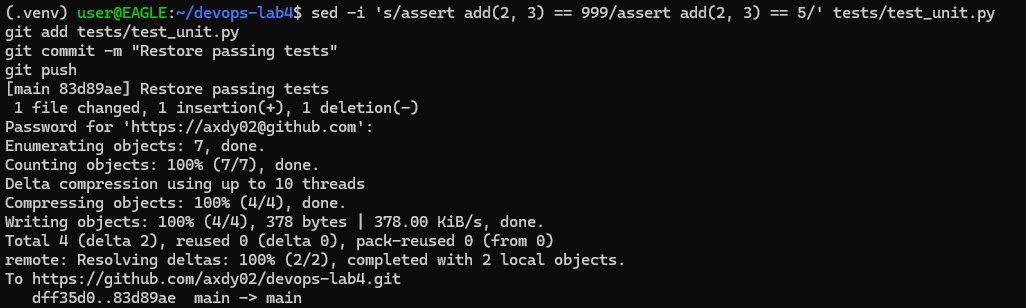 (.venv) user@EAGLE:~/devops-lab4$ sed -i 's/assert add(2, 3) == 999/assert add(2, 3) == 5/' tests/test_unit.py
git add tests/test_unit.py
git commit -m "Restore passing tests"
git push
[main 83d89ae] Restore passing tests
 1 file changed, 1 insertion(+), 1 deletion(-)
Password for 'https://axdy02@github.com':
Enumerating objects: 7, done.
Counting objects: 100% (7/7), done.
Delta compression using up to 10 threads
Compressing objects: 100% (4/4), done.
Writing objects: 100% (4/4), 378 bytes | 378.00 KiB/s, done.
Total 4 (delta 2), reused 0 (delta 0), pack-reused 0 (from 0)
remote: Resolving deltas: 100% (2/2), completed with 2 local objects.
To https://github.com/axdy02/devops-lab4.git
   dff35d0..83d89ae  main -> main